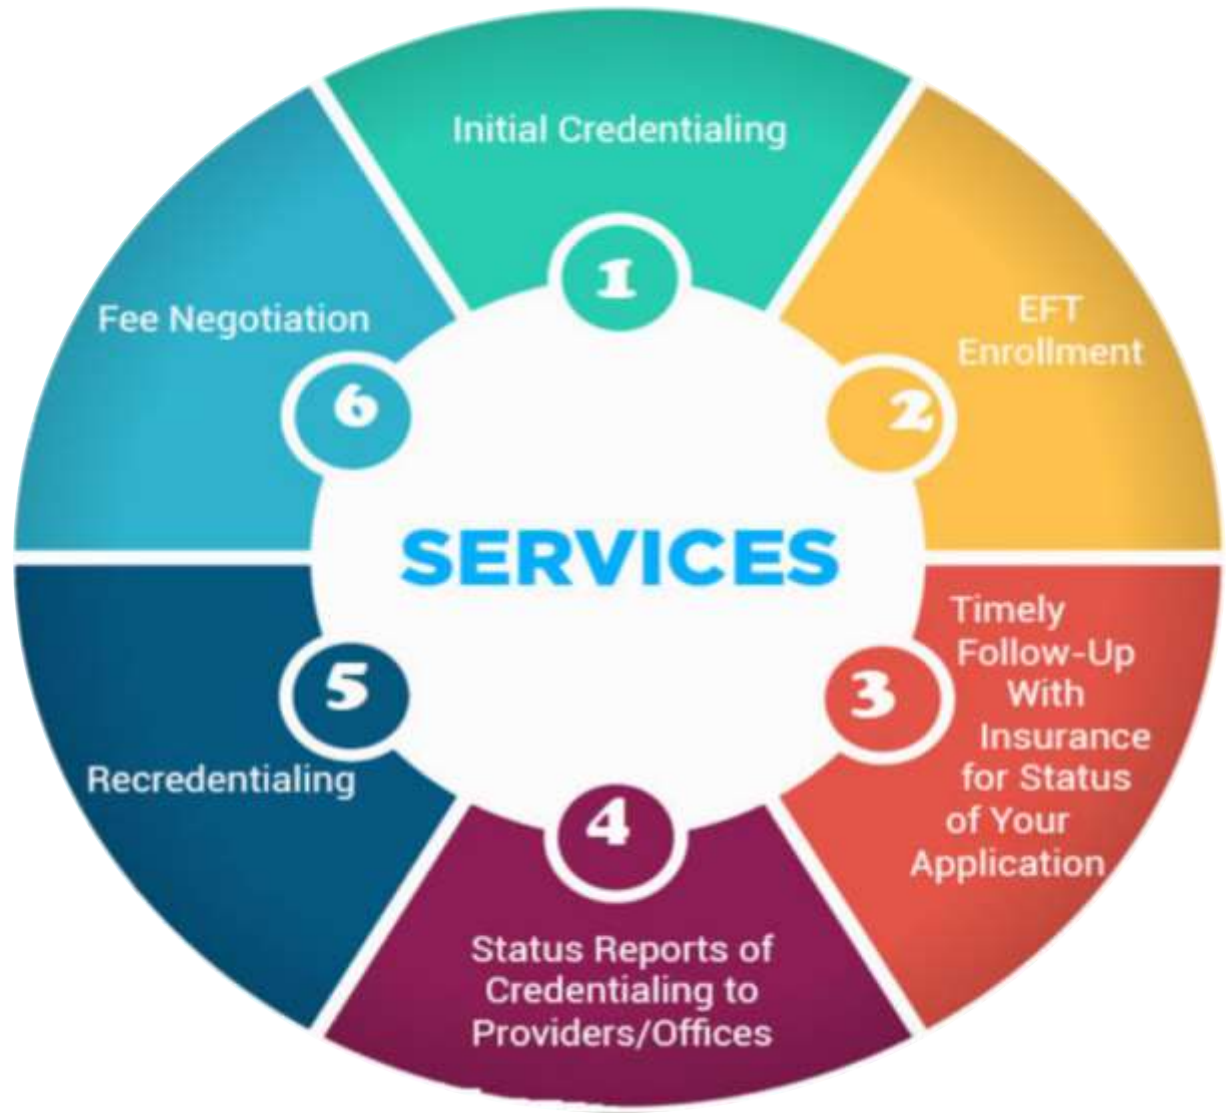 Initial Credentialing
1
EFT
Enrollment
2
Timely
Follow-Up
With
Insurance
for Status
of Your
Application
3
Status Reports of
Credentialing to
Providers/Offices
4
Recredentialing
5
Fee Negotiation
6
SERVICES